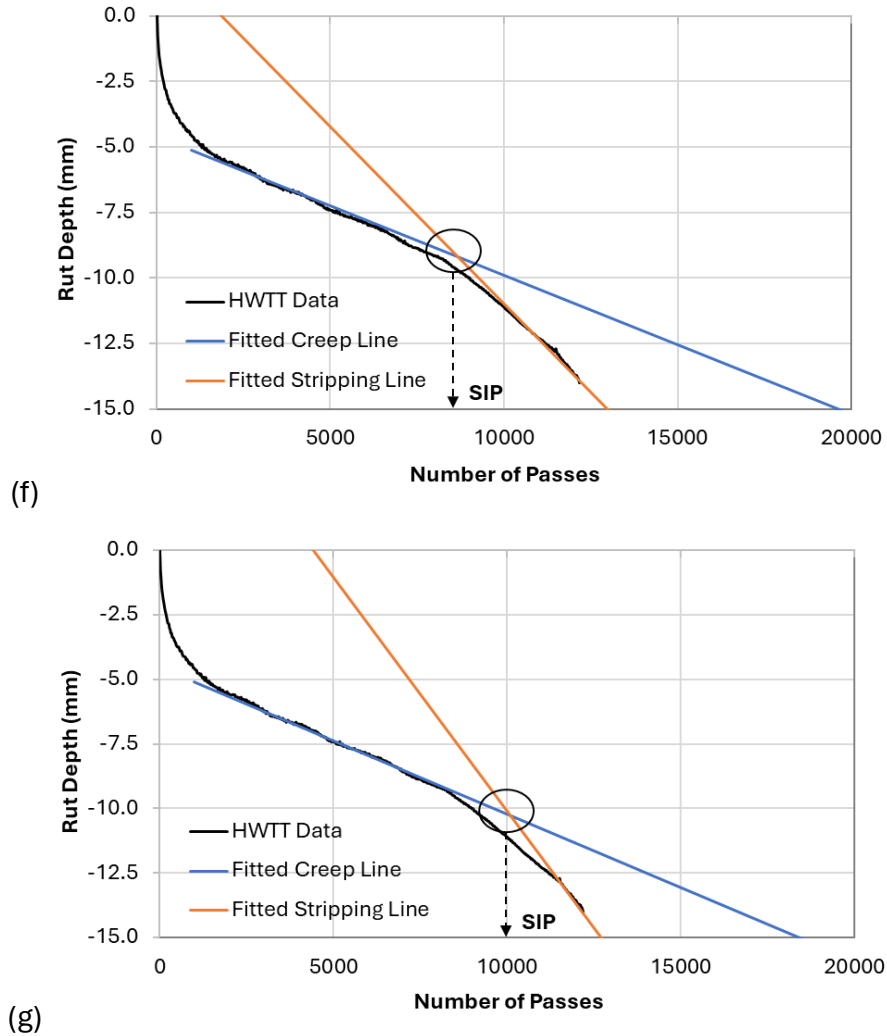 0.0
-2.5
-5.0
-7.5
-10.0
-12.5
-15.0
Rut Depth (mm)
HWTT Data
Fitted Creep Line
Fitted Stripping Line
SIP
0 5000 10000 15000 20000
Number of Passes
(f)
0.0
-2.5
-5.0
-7.5
-10.0
-12.5
-15.0
Rut Depth (mm)
HWTT Data
Fitted Creep Line
Fitted Stripping Line
SIP
0 5000 10000 15000 20000
Number of Passes
(g)